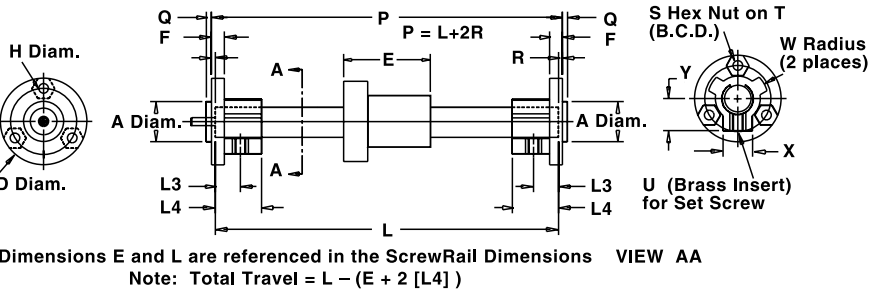 Q
P
Q
F
P = L+2R
F
S Hex Nut on T
(B.C.D.)
W Radius
(2 places)
H Diam.
A
E
R
Y
A Diam.
A Diam.
X
D Diam.
A
L3
L4
L3
L4
L
U (Brass Insert)
for Set Screw
Dimensions E and L are referenced in the ScrewRail Dimensions VIEW AA
Note: Total Travel = L – (E + 2 [L4] )